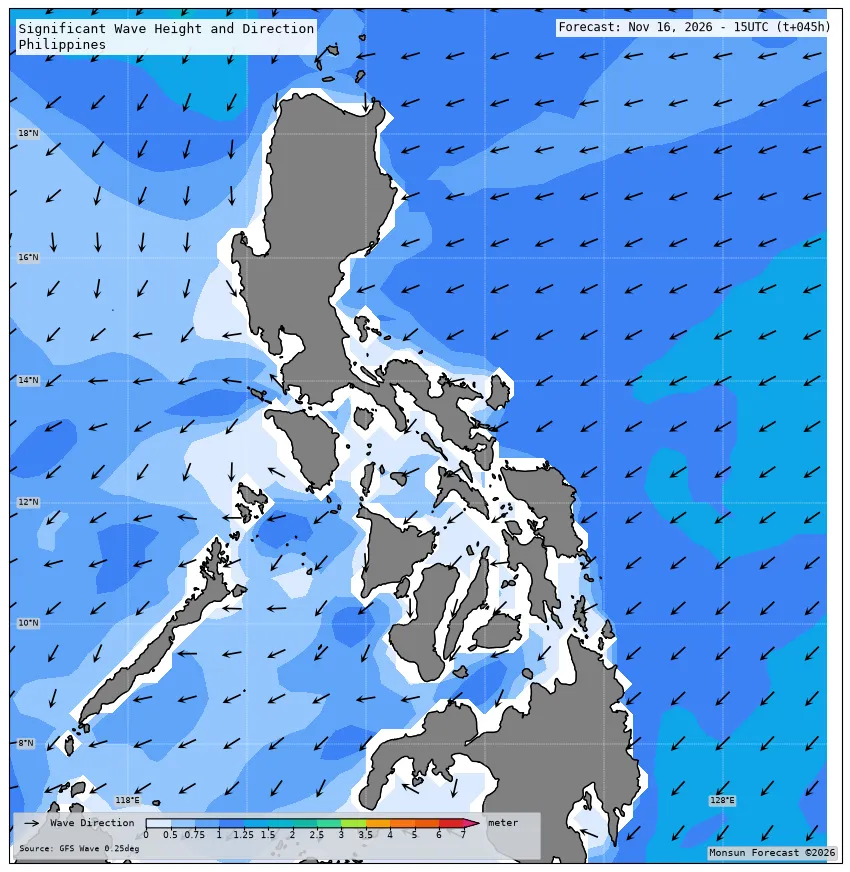 Significant Wave Height and Direction
Philippines
Forecast: Nov 16, 2026 - 15UTC (t+045h)
18°N
16°N
14°N
12°N
10°N
8°N
118°E
128°E
Wave Direction
0 0.5 0.75 1 1.25 1.5 2 2.5 3 3.5 4 5 6 7
meter
Source: GFS Wave 0.25deg
Monsun Forecast ©2026